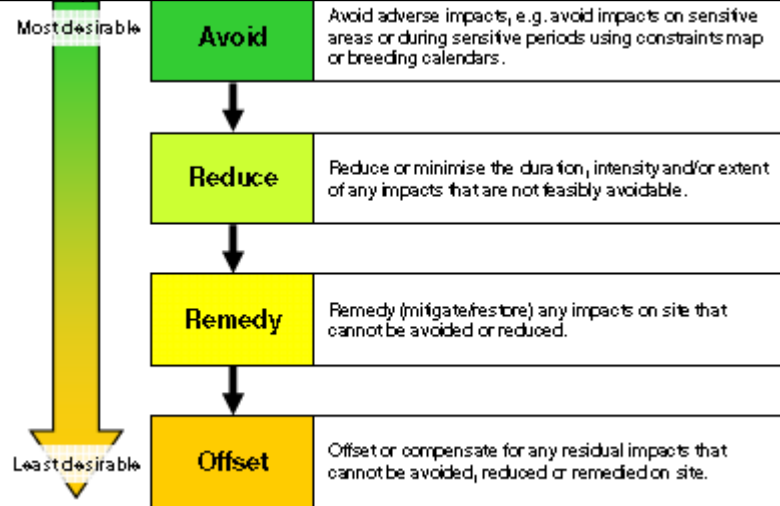 Most desirable
Avoid
Avoid adverse impacts, e.g. avoid impacts on sensitive
areas or during sensitive periods using constraints map
or breeding calendars.
Reduce
Reduce or minimise the duration, intensity and/or extent
of any impacts that are not feasibly avoidable.
Remedy
Remedy (mitigate/restore) any impacts on site that
cannot be avoided or reduced.
Least desirable
Offset
Offset or compensate for any residual impacts that
cannot be avoided, reduced or remedied on site.